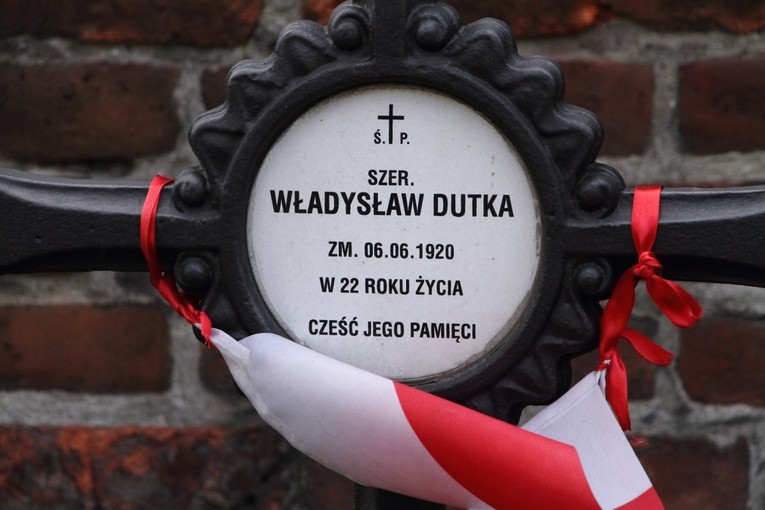 Ś. P.
SZER.
WŁADYSŁAW DUTKA
ZM. 06.06.1920
W 22 ROKU ŻYCIA
CZEŚĆ JEGO PAMIĘCI